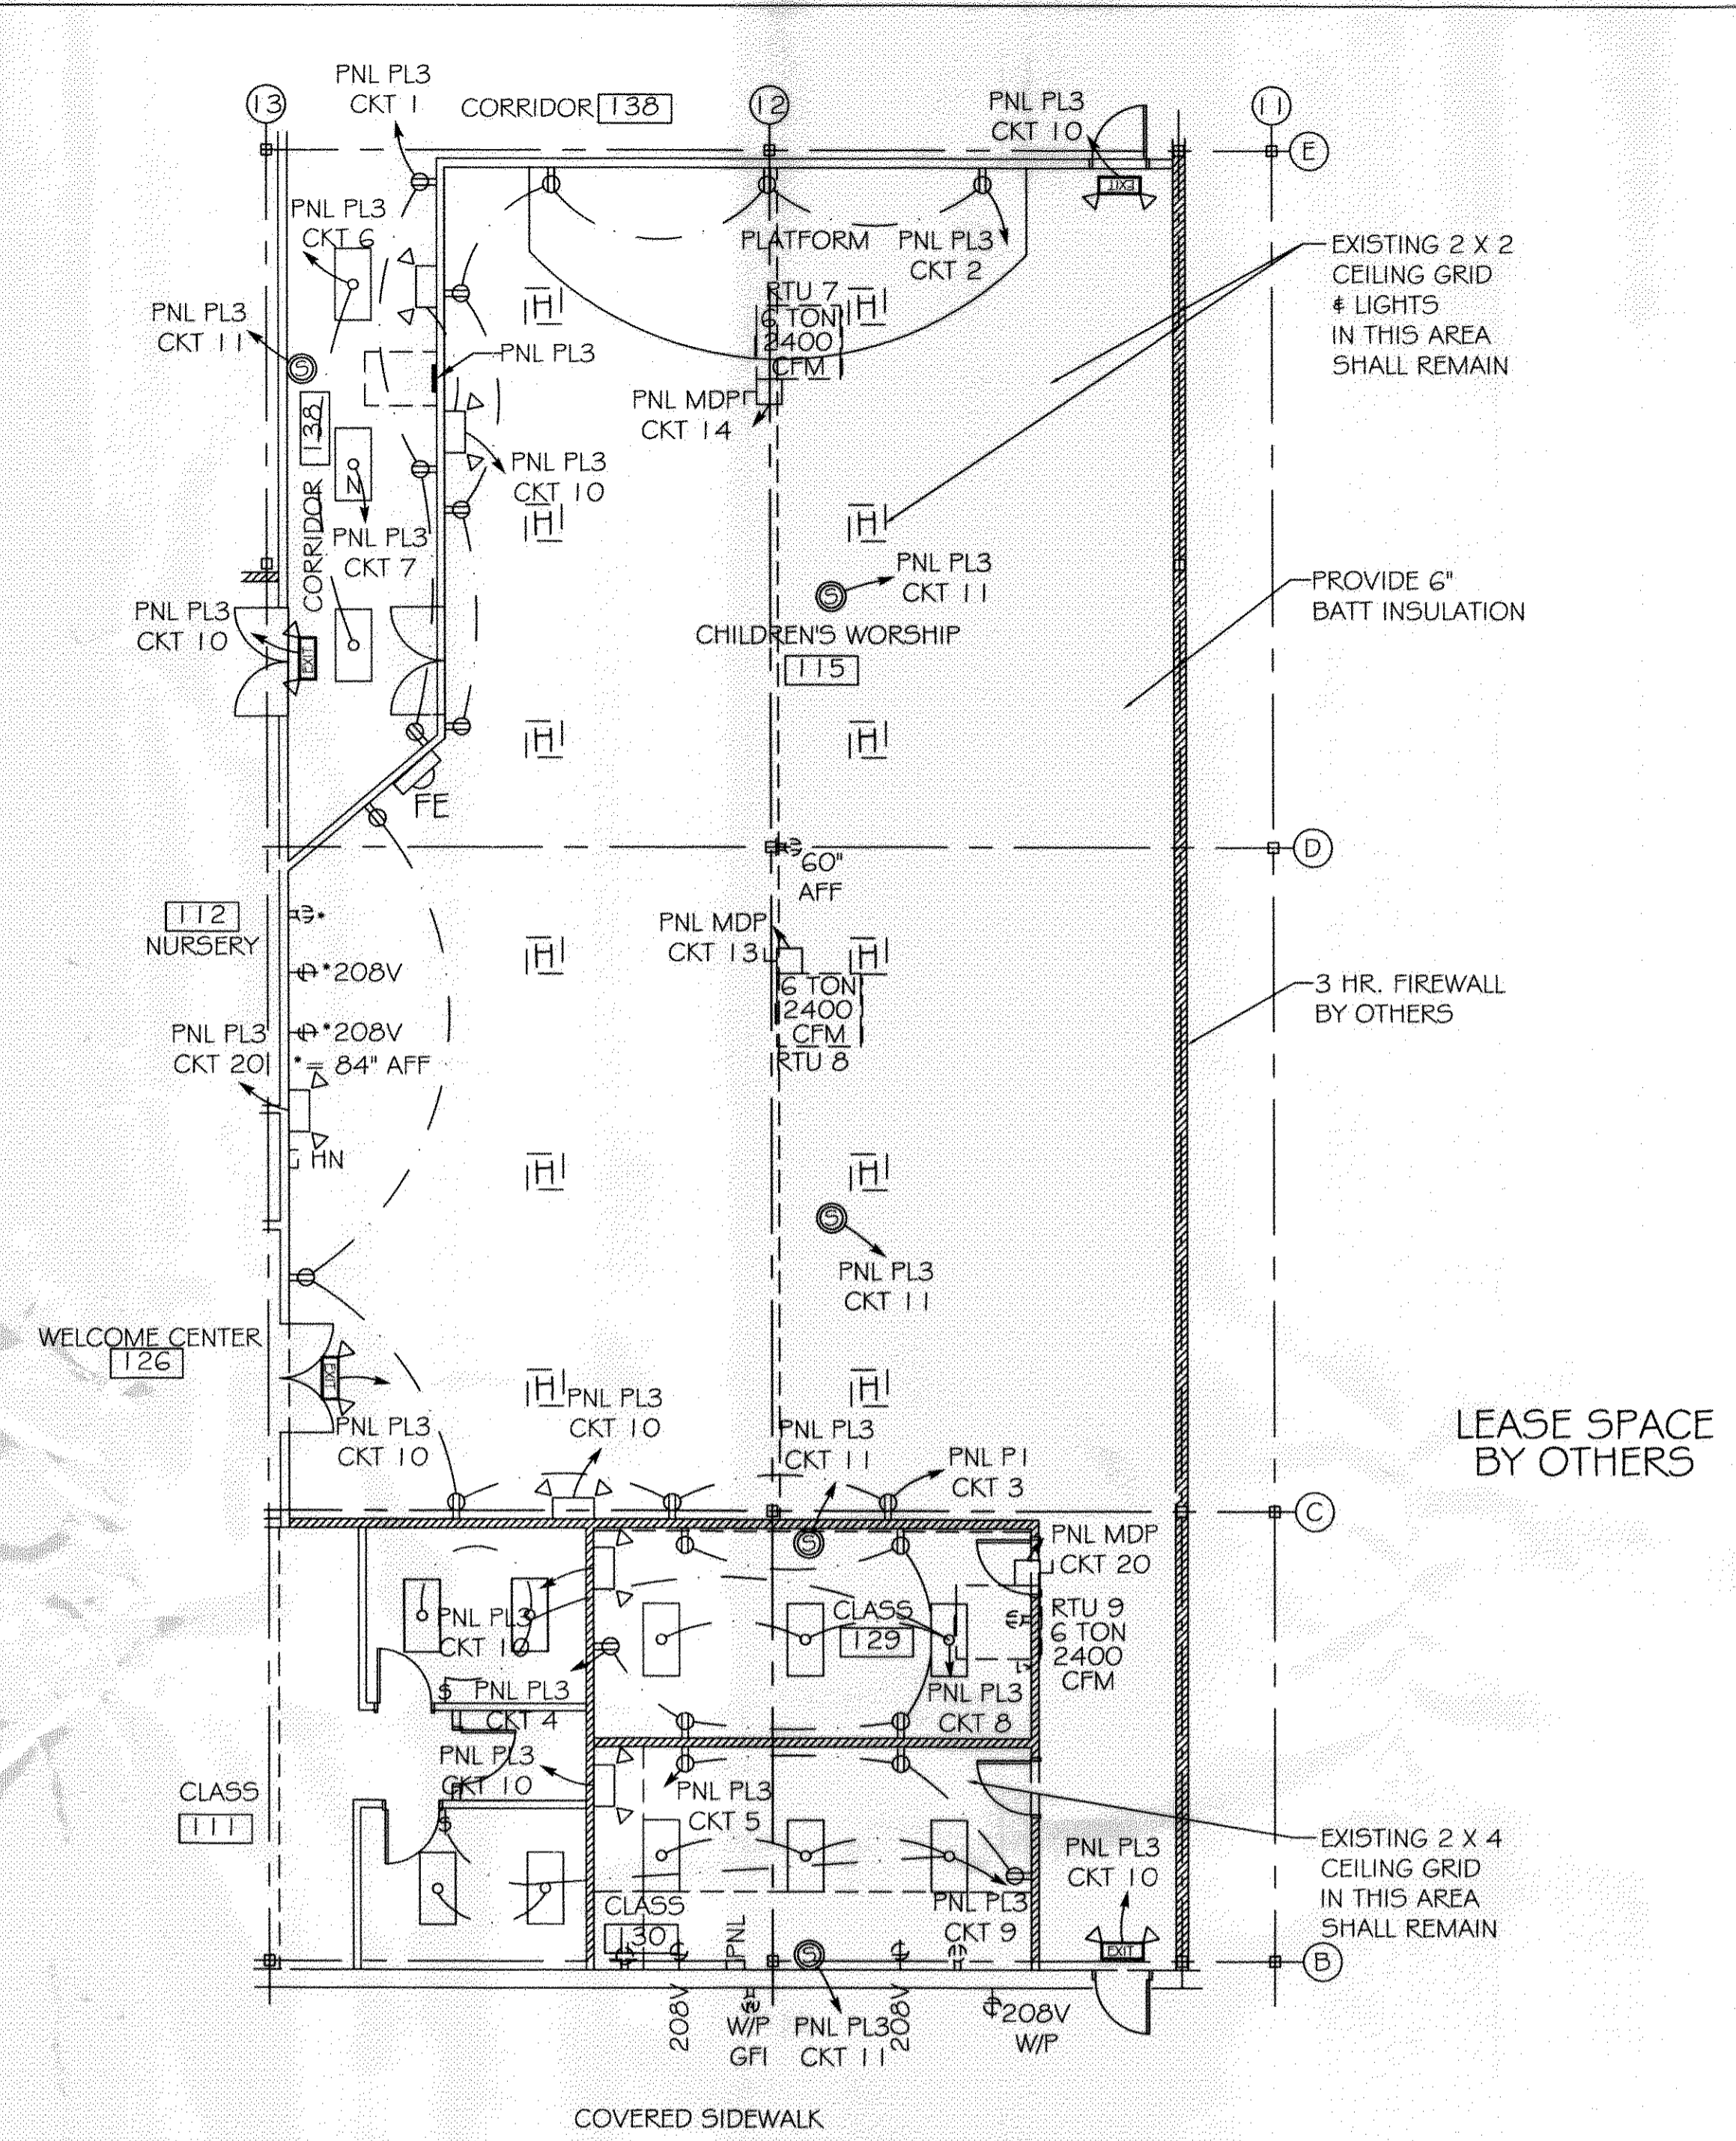 PNL PL3
CKT 1
13
CORRIDOR 138
12
PNL PL3
CKT 10
11
E
EXIT
PNL PL3
CKT 6
PLATFORM
PNL PL3
CKT 2
EXISTING 2 X 2
CEILING GRID
& LIGHTS
IN THIS AREA
SHALL REMAIN
PNL PL3
CKT 11
S
H
RTU 7
6 TON
2400
CFM
H
PNL PL3
138
CORRIDOR
N
PNL MDP
CKT 14
PNL PL3
CKT 10
H
H
PNL PL3
CKT 7
PNL PL3
CKT 11
S
PROVIDE 6"
BATT INSULATION
PNL PL3
CKT 10
EXIT
CHILDREN'S WORSHIP
115
H
H
FE
D
60"
AFF
112
NURSERY
*
*208V
PNL MDP
CKT 13
H
H
6 TON
2400
CFM
RTU 8
3 HR. FIREWALL
BY OTHERS
*208V
PNL PL3
CKT 20
* = 84" AFF
HN
H
H
S
PNL PL3
CKT 11
WELCOME CENTER
126
EXIT
PNL PL3
CKT 10
H
H
PNL PL3
CKT 10
PNL PL3
CKT 11
PNL P1
CKT 3
LEASE SPACE
BY OTHERS
C
S
PNL MDP
CKT 20
PNL PL3
CKT 10
CLASS
129
RTU 9
6 TON
2400
CFM
$
PNL PL3
CKT 4
PNL PL3
CKT 8
PNL PL3
CKT 10
PNL PL3
CKT 5
CLASS
111
$
EXISTING 2 X 4
CEILING GRID
IN THIS AREA
SHALL REMAIN
PNL PL3
CKT 10
CLASS
130
PNL PL3
CKT 9
PNL
S
EXIT
B
208V
W/P
GFI
PNL PL3
CKT 11
208V
208V
W/P
COVERED SIDEWALK